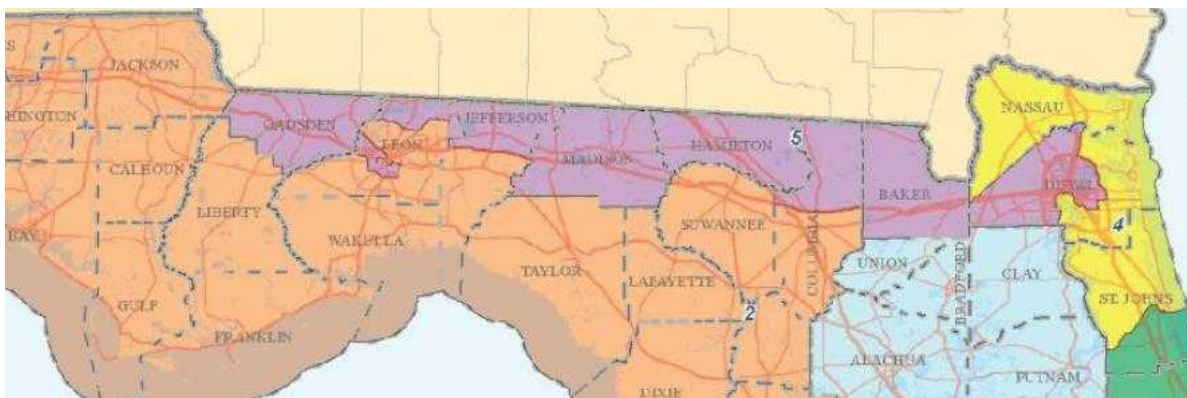 S
JACKSON
NASSAU
HINGTON
GADSDEN
JEFFERSON
LEON
HAMILTON
5
MADISON
CALHOUN
BAKER
DUVAL
LIBERTY
SUWANNEE
4
BAY
WAKULLA
COLUMBIA
UNION
BRADFORD
CLAY
TAYLOR
LAFAYETTE
GULF
ST. JOHNS
2
FRANKLIN
ALACHUA
PUTNAM
DIXIE